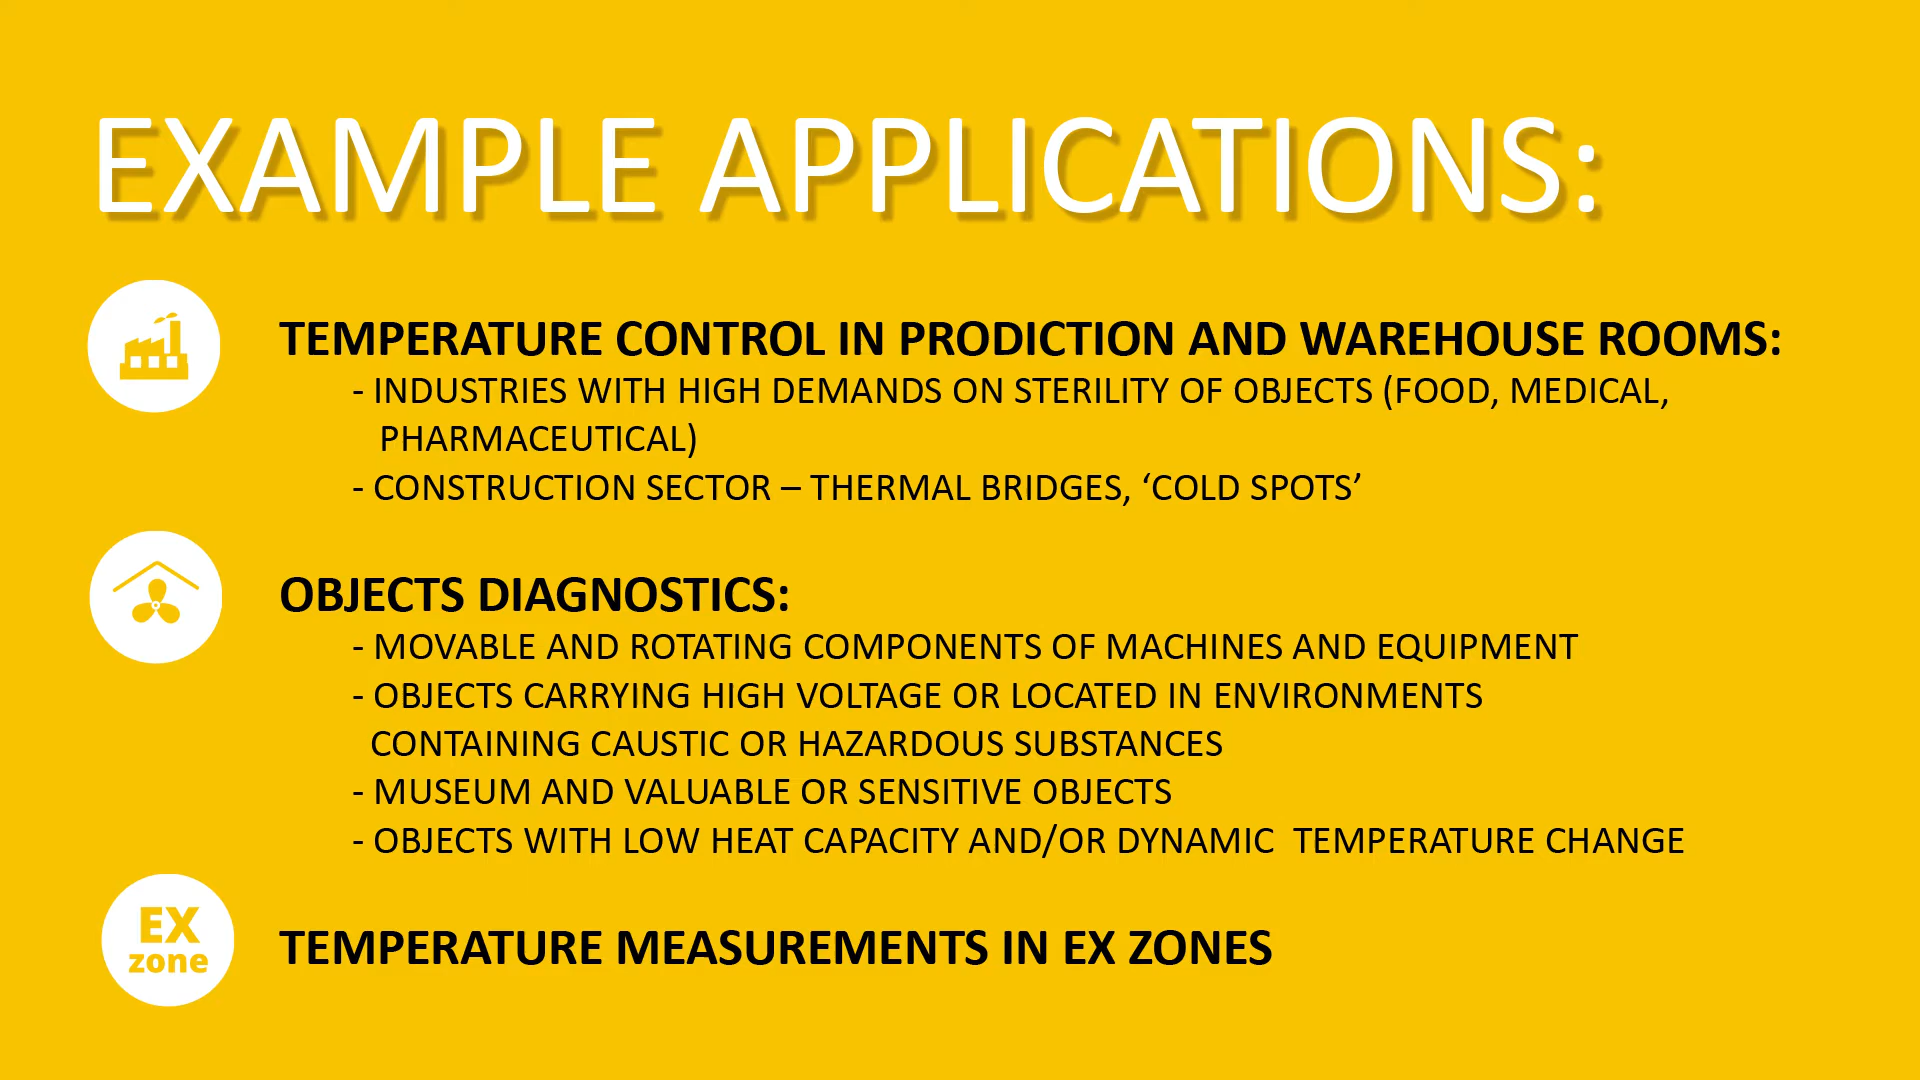 EXAMPLE APPLICATIONS:
TEMPERATURE CONTROL IN PRODICTION AND WAREHOUSE ROOMS:
- INDUSTRIES WITH HIGH DEMANDS ON STERILITY OF OBJECTS (FOOD, MEDICAL,
PHARMACEUTICAL)
- CONSTRUCTION SECTOR – THERMAL BRIDGES, ‘COLD SPOTS’
OBJECTS DIAGNOSTICS:
- MOVABLE AND ROTATING COMPONENTS OF MACHINES AND EQUIPMENT
- OBJECTS CARRYING HIGH VOLTAGE OR LOCATED IN ENVIRONMENTS
CONTAINING CAUSTIC OR HAZARDOUS SUBSTANCES
- MUSEUM AND VALUABLE OR SENSITIVE OBJECTS
- OBJECTS WITH LOW HEAT CAPACITY AND/OR DYNAMIC  TEMPERATURE CHANGE
EX
zone
TEMPERATURE MEASUREMENTS IN EX ZONES